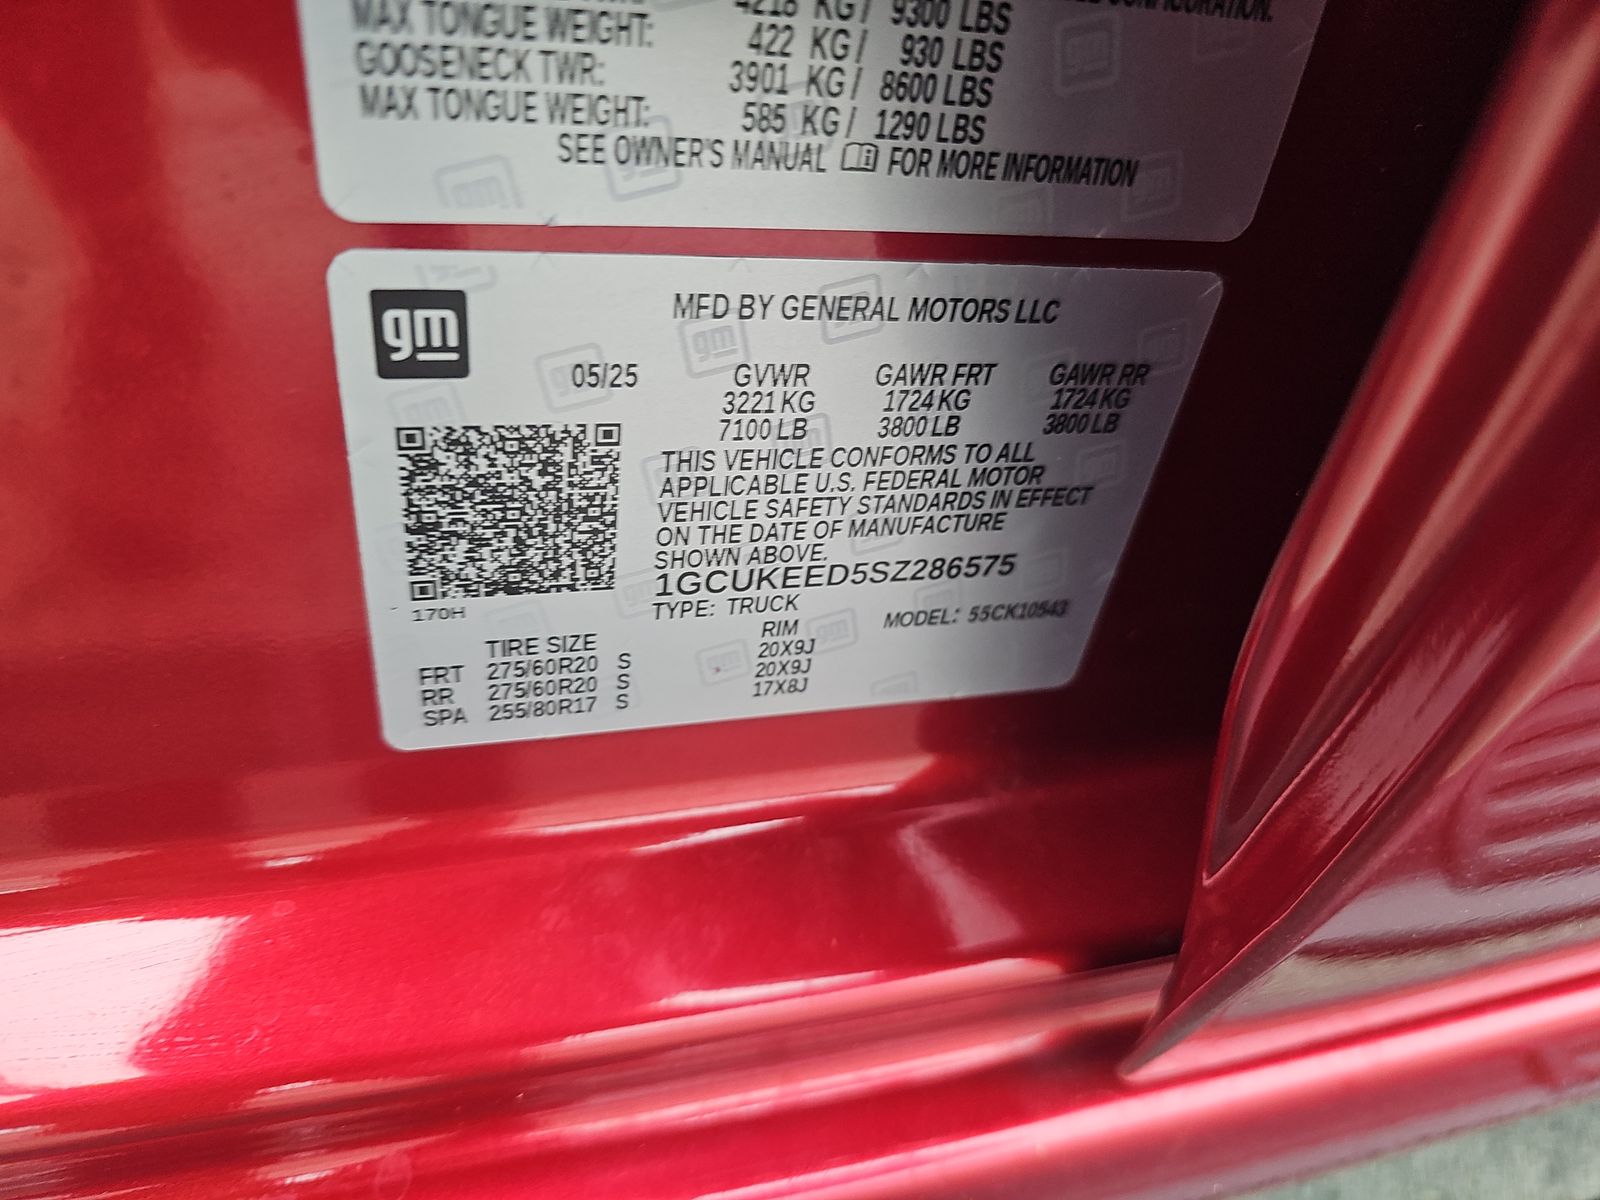 CONFIGURATION.
4218 KG / 9300 LBS
MAX TONGUE WEIGHT: 422 KG / 930 LBS
GOOSENECK TWR: 3901 KG / 8600 LBS
MAX TONGUE WEIGHT: 585 KG / 1290 LBS
SEE OWNER'S MANUAL FOR MORE INFORMATION
gm
MFD BY GENERAL MOTORS LLC
05/25 GVWR GAWR FRT GAWR RR
3221 KG 1724 KG 1724 KG
7100 LB 3800 LB 3800 LB
THIS VEHICLE CONFORMS TO ALL
APPLICABLE U.S. FEDERAL MOTOR
VEHICLE SAFETY STANDARDS IN EFFECT
ON THE DATE OF MANUFACTURE
SHOWN ABOVE.
1GCUKEED5SZ286575
170H
TYPE: TRUCK MODEL: 55CK10543
TIRE SIZE RIM
FRT 275/60R20 S 20X9J
RR 275/60R20 S 20X9J
SPA 255/80R17 S 17X8J